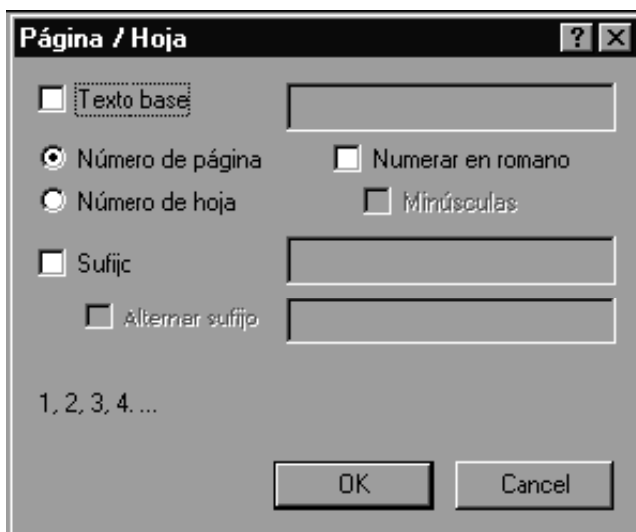 Página / Hoja
Texto base
Número de página Numerar en romano
Número de hoja Minúsculas
Sufijc
Alternar sufijo
1, 2, 3, 4. ...
OK Cancel